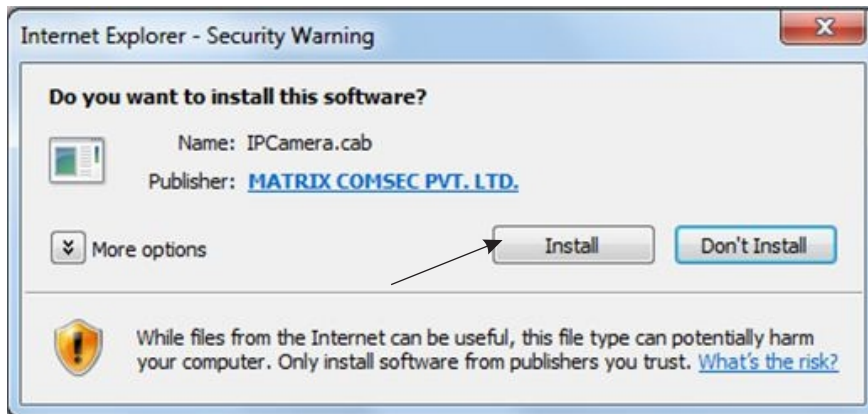 Internet Explorer - Security Warning
Do you want to install this software?
Name: IPCamera.cab
Publisher: MATRIX COMSEC PVT. LTD.
More options
Install
Don't Install
While files from the Internet can be useful, this file type can potentially harm
your computer. Only install software from publishers you trust. What's the risk?